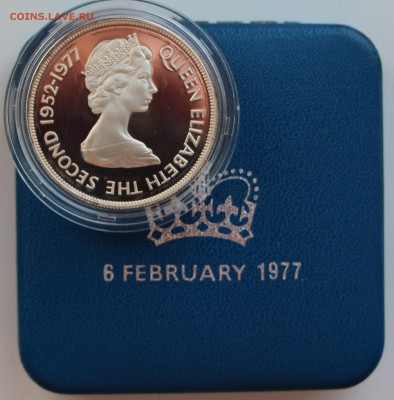 COINS.LAVE.RU
QUEEN ELIZABETH THE SECOND 1952-1977
6 FEBRUARY 1977